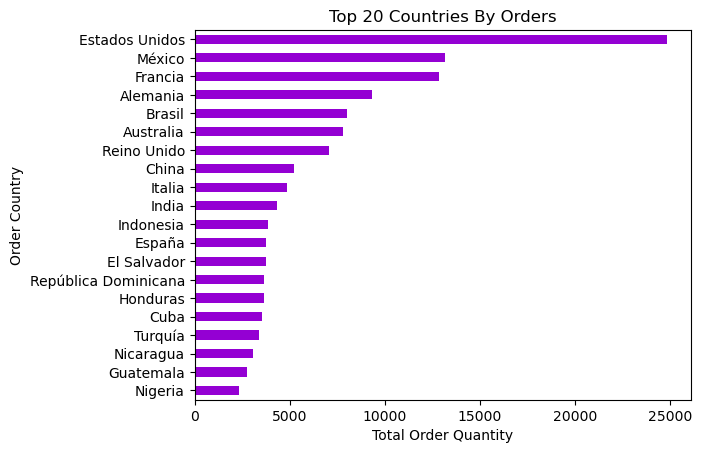 Top 20 Countries By Orders
Order Country
Estados Unidos
México
Francia
Alemania
Brasil
Australia
Reino Unido
China
Italia
India
Indonesia
España
El Salvador
República Dominicana
Honduras
Cuba
Turquía
Nicaragua
Guatemala
Nigeria
0 5000 10000 15000 20000 25000
Total Order Quantity